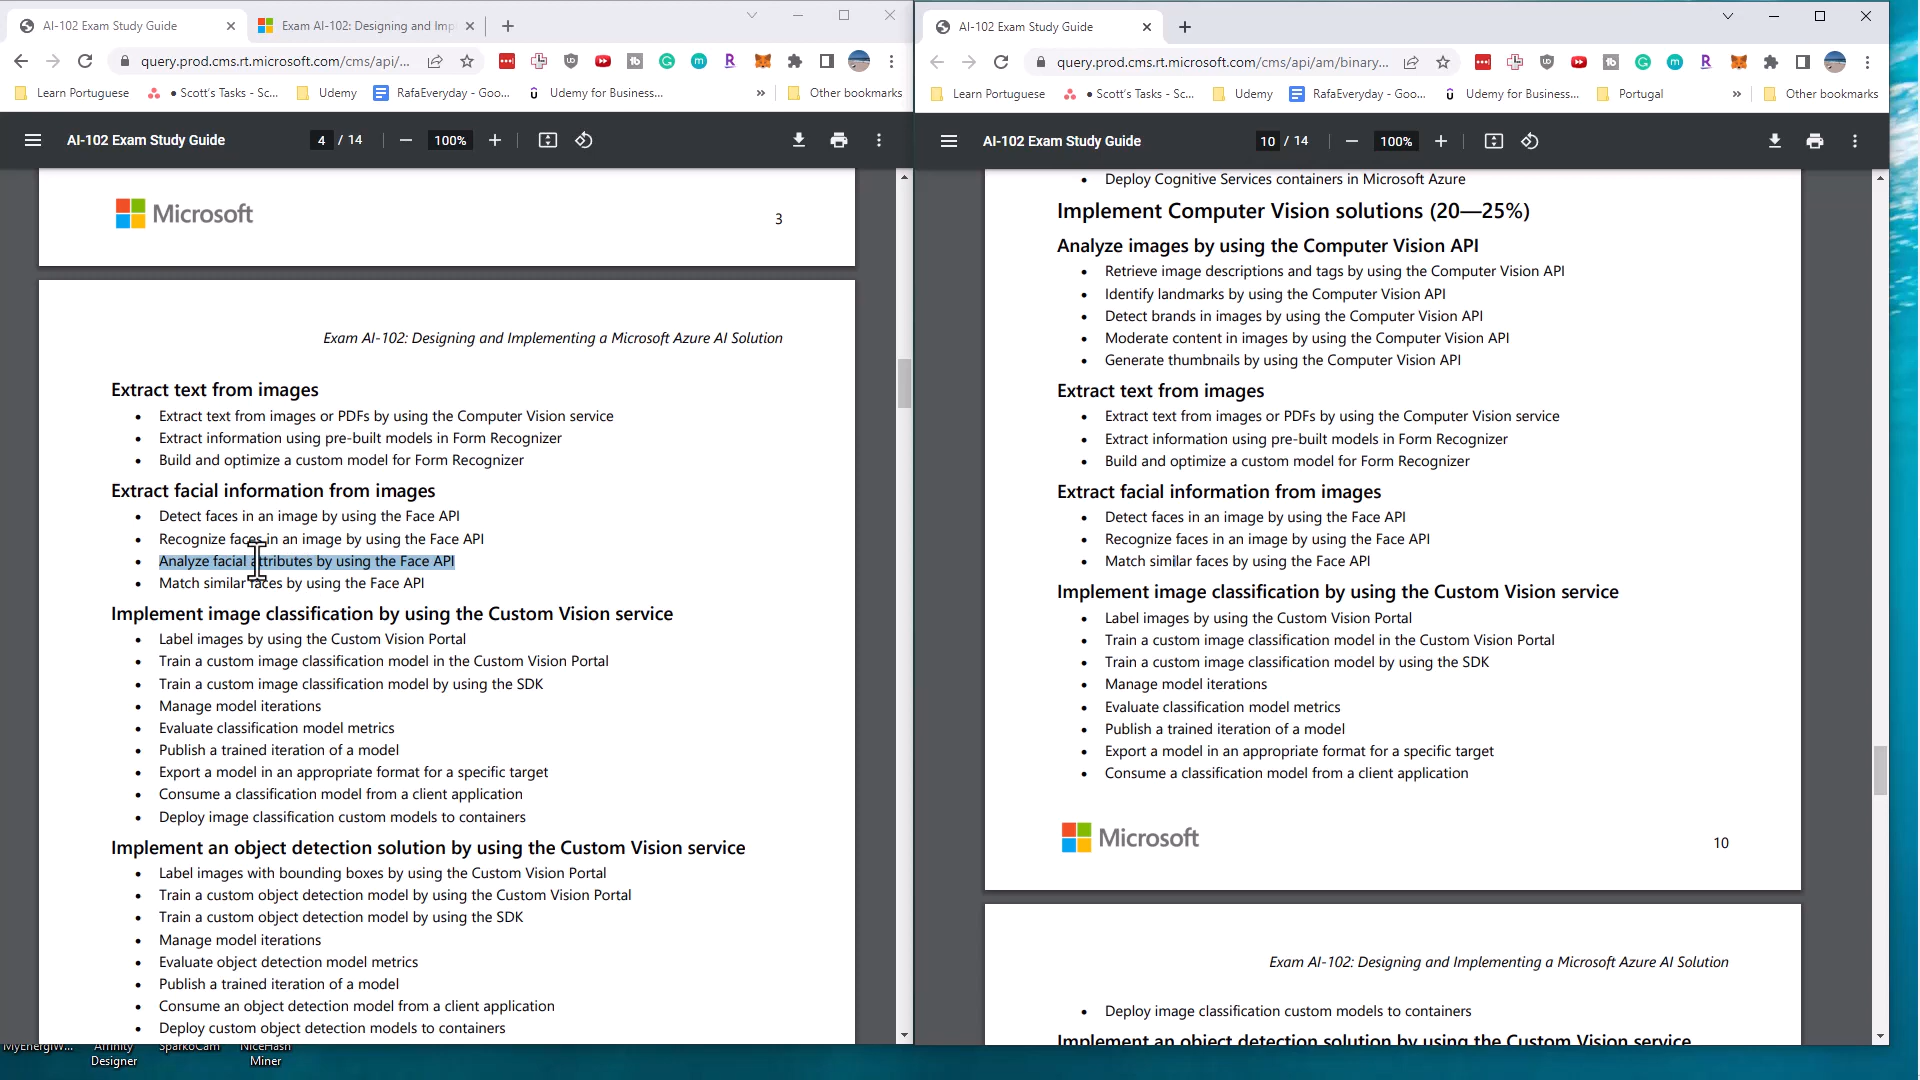 AI-102 Exam Study Guide
Exam AI-102: Designing and Imp
query.prod.cms.rt.microsoft.com/cms/api/...
Learn Portuguese
• Scott's Tasks - Sc...
Udemy
RafaEveryday - Goo...
Udemy for Business...
»
Other bookmarks
AI-102 Exam Study Guide
4 / 14
100%
Microsoft
3
Exam AI-102: Designing and Implementing a Microsoft Azure AI Solution
Extract text from images
• Extract text from images or PDFs by using the Computer Vision service
• Extract information using pre-built models in Form Recognizer
• Build and optimize a custom model for Form Recognizer
Extract facial information from images
• Detect faces in an image by using the Face API
• Recognize faces in an image by using the Face API
• Analyze facial attributes by using the Face API
• Match similar faces by using the Face API
Implement image classification by using the Custom Vision service
• Label images by using the Custom Vision Portal
• Train a custom image classification model in the Custom Vision Portal
• Train a custom image classification model by using the SDK
• Manage model iterations
• Evaluate classification model metrics
• Publish a trained iteration of a model
• Export a model in an appropriate format for a specific target
• Consume a classification model from a client application
• Deploy image classification custom models to containers
Implement an object detection solution by using the Custom Vision service
• Label images with bounding boxes by using the Custom Vision Portal
• Train a custom object detection model by using the Custom Vision Portal
• Train a custom object detection model by using the SDK
• Manage model iterations
• Evaluate object detection model metrics
• Publish a trained iteration of a model
• Consume an object detection model from a client application
• Deploy custom object detection models to containers
MyEnergiW...
Affinity
Designer
SparkoCam
NiceHash
Miner
AI-102 Exam Study Guide
query.prod.cms.rt.microsoft.com/cms/api/am/binary...
Learn Portuguese
• Scott's Tasks - Sc...
Udemy
RafaEveryday - Goo...
Udemy for Business...
Portugal
»
Other bookmarks
AI-102 Exam Study Guide
10 / 14
100%
• Deploy Cognitive Services containers in Microsoft Azure
Implement Computer Vision solutions (20—25%)
Analyze images by using the Computer Vision API
• Retrieve image descriptions and tags by using the Computer Vision API
• Identify landmarks by using the Computer Vision API
• Detect brands in images by using the Computer Vision API
• Moderate content in images by using the Computer Vision API
• Generate thumbnails by using the Computer Vision API
Extract text from images
• Extract text from images or PDFs by using the Computer Vision service
• Extract information using pre-built models in Form Recognizer
• Build and optimize a custom model for Form Recognizer
Extract facial information from images
• Detect faces in an image by using the Face API
• Recognize faces in an image by using the Face API
• Match similar faces by using the Face API
Implement image classification by using the Custom Vision service
• Label images by using the Custom Vision Portal
• Train a custom image classification model in the Custom Vision Portal
• Train a custom image classification model by using the SDK
• Manage model iterations
• Evaluate classification model metrics
• Publish a trained iteration of a model
• Export a model in an appropriate format for a specific target
• Consume a classification model from a client application
Microsoft
10
Exam AI-102: Designing and Implementing a Microsoft Azure AI Solution
• Deploy image classification custom models to containers
Implement an object detection solution by using the Custom Vision service